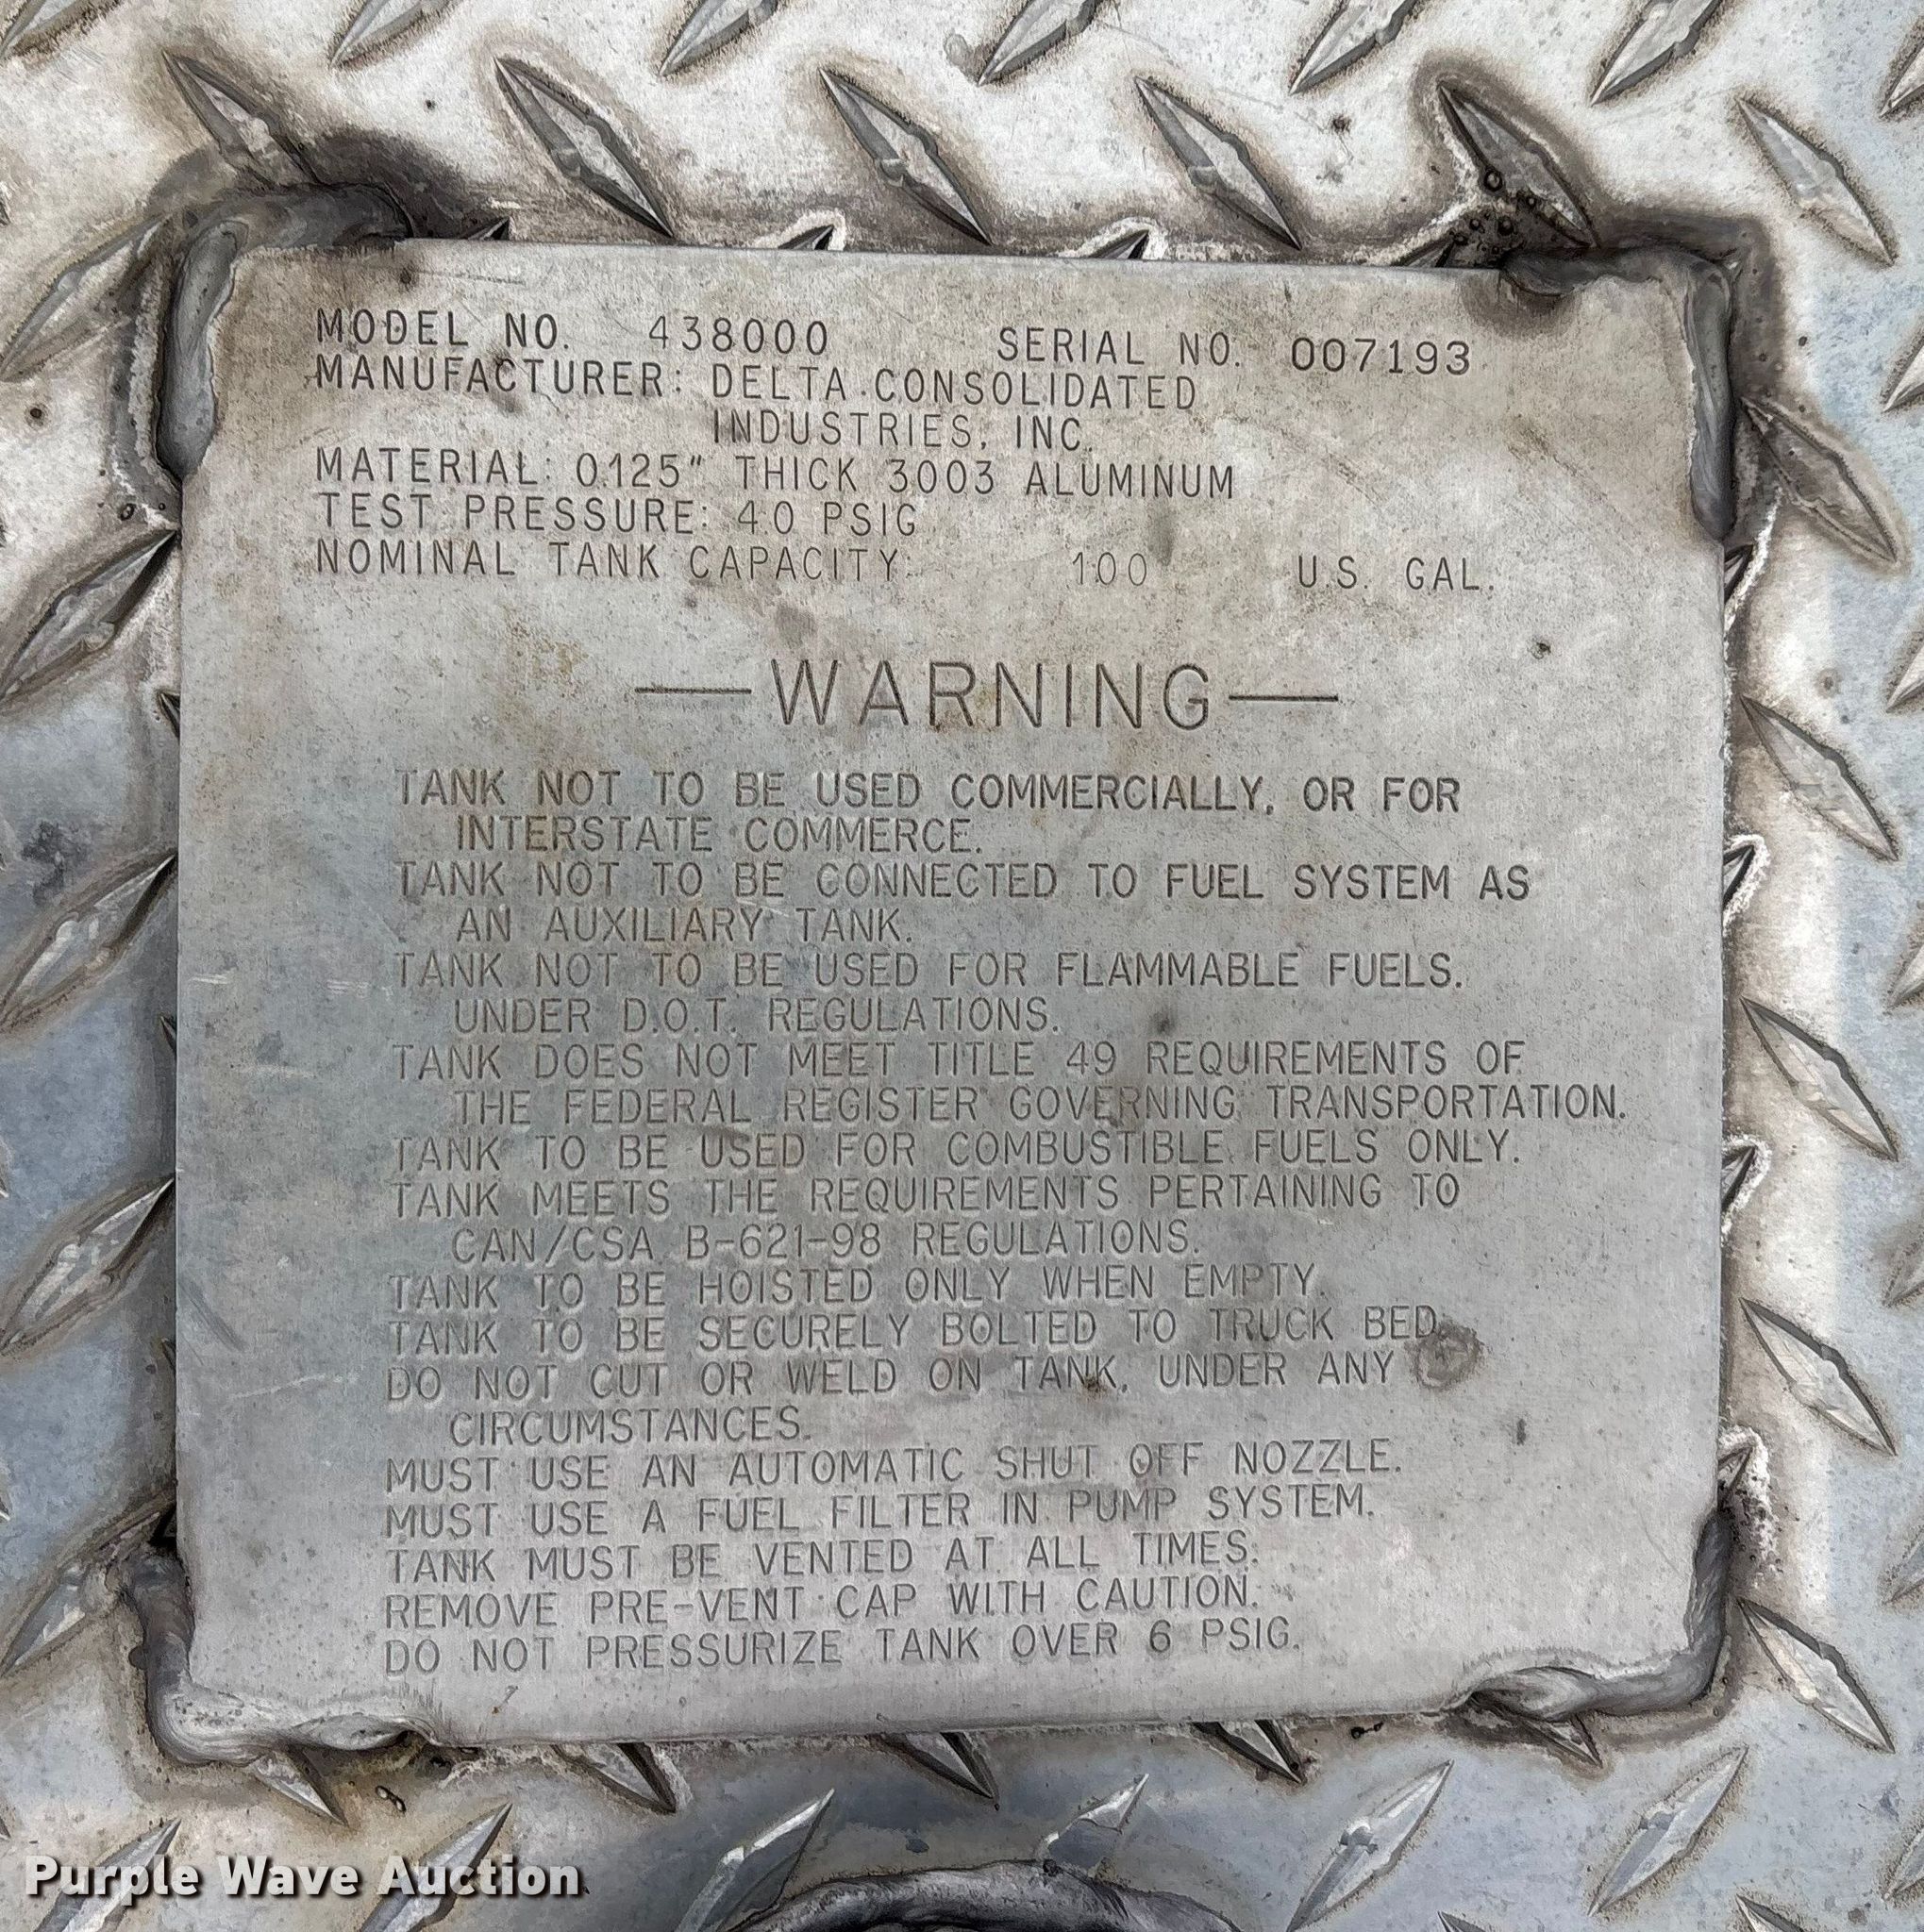 MODEL NO. 438000 SERIAL NO. 007193
MANUFACTURER: DELTA CONSOLIDATED
INDUSTRIES, INC.
MATERIAL: 0.125" THICK 3003 ALUMINUM
TEST PRESSURE: 4.0 PSIG
NOMINAL TANK CAPACITY: 100 U.S. GAL.
—WARNING—
TANK NOT TO BE USED COMMERCIALLY, OR FOR
INTERSTATE COMMERCE.
TANK NOT TO BE CONNECTED TO FUEL SYSTEM AS
AN AUXILIARY TANK.
TANK NOT TO BE USED FOR FLAMMABLE FUELS.
UNDER D.O.T. REGULATIONS.
TANK DOES NOT MEET TITLE 49 REQUIREMENTS OF
THE FEDERAL REGISTER GOVERNING TRANSPORTATION.
TANK TO BE USED FOR COMBUSTIBLE FUELS ONLY.
TANK MEETS THE REQUIREMENTS PERTAINING TO
CAN/CSA B-621-98 REGULATIONS.
TANK TO BE HOISTED ONLY WHEN EMPTY.
TANK TO BE SECURELY BOLTED TO TRUCK BED.
DO NOT CUT OR WELD ON TANK, UNDER ANY
CIRCUMSTANCES.
MUST USE AN AUTOMATIC SHUT OFF NOZZLE.
MUST USE A FUEL FILTER IN PUMP SYSTEM.
TANK MUST BE VENTED AT ALL TIMES.
REMOVE PRE-VENT CAP WITH CAUTION.
DO NOT PRESSURIZE TANK OVER 6 PSIG.
Purple Wave Auction